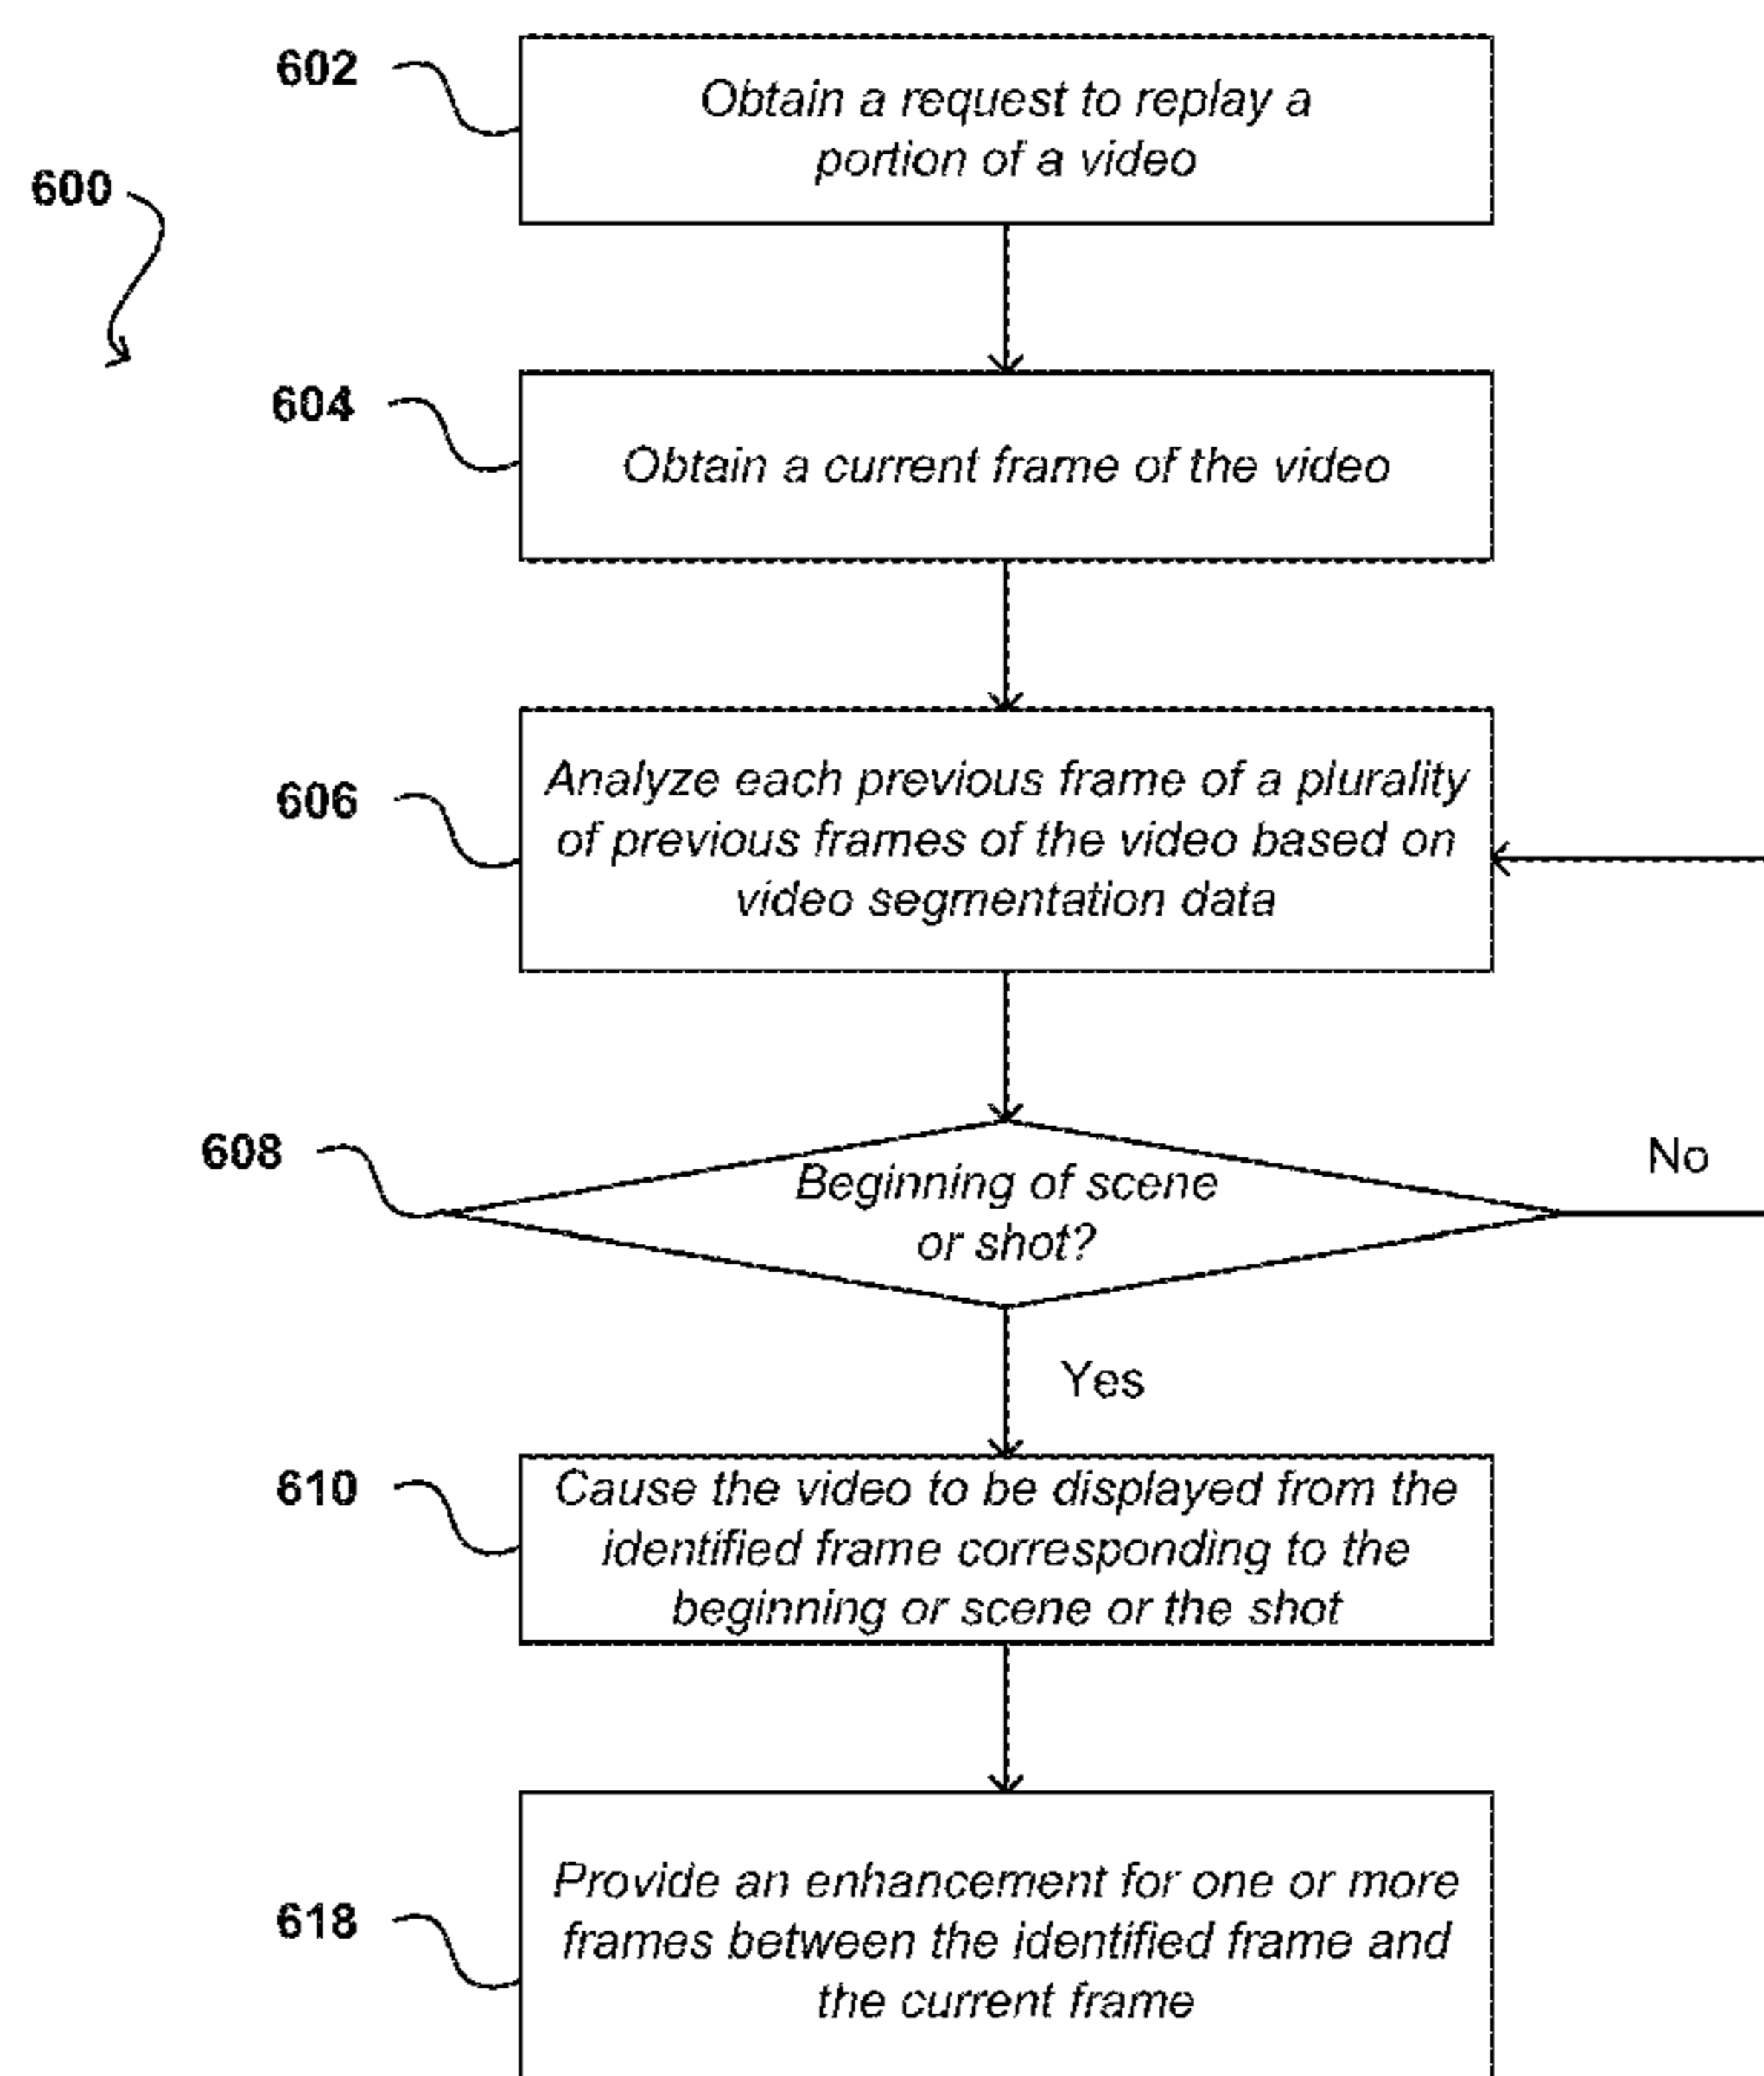 602
Obtain a request to replay a
portion of a video
600
604
Obtain a current frame of the video
606
Analyze each previous frame of a plurality
of previous frames of the video based on
video segmentation data
608
Beginning of scene
or shot?
No
Yes
610
Cause the video to be displayed from the
identified frame corresponding to the
beginning or scene or the shot
618
Provide an enhancement for one or more
frames between the identified frame and
the current frame